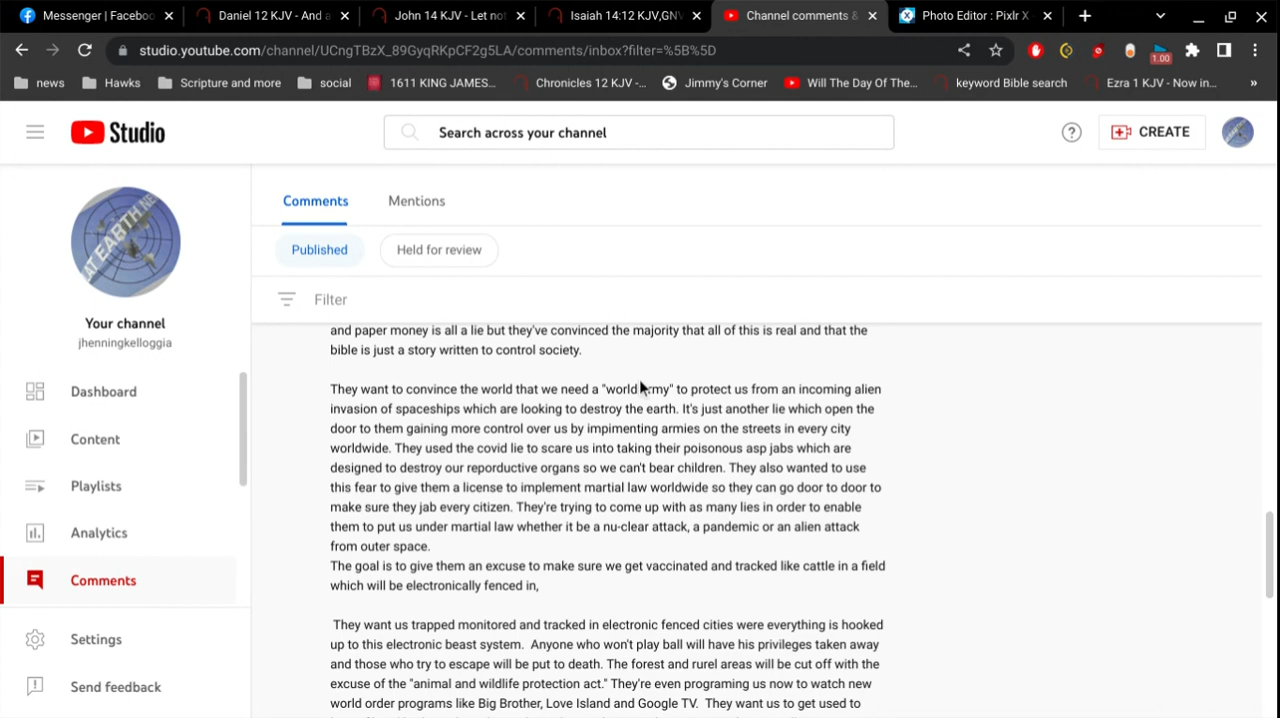 Messenger | Faceboo
Daniel 12 KJV - And a
John 14 KJV - Let not
Isaiah 14:12 KJV,GNV
Channel comments &
Photo Editor : Pixlr X
studio.youtube.com/channel/UCngTBzX_89GyqRKpCF2g5LA/comments/inbox?filter=%5B%5D
1.00
news
Hawks
Scripture and more
social
1611 KING JAMES...
Chronicles 12 KJV -...
Jimmy's Corner
Will The Day Of The...
keyword Bible search
Ezra 1 KJV - Now in...
»
Studio
Search across your channel
CREATE
AT EARTH NE
Your channel
jhenningkelloggia
Dashboard
Content
Playlists
Analytics
Comments
Settings
Send feedback
Comments
Mentions
Published
Held for review
Filter
and paper money is all a lie but they've convinced the majority that all of this is real and that the
bible is just a story written to control society.
They want to convince the world that we need a "world army" to protect us from an incoming alien
invasion of spaceships which are looking to destroy the earth. It's just another lie which open the
door to them gaining more control over us by impimenting armies on the streets in every city
worldwide. They used the covid lie to scare us into taking their poisonous asp jabs which are
designed to destroy our reporductive organs so we can't bear children. They also wanted to use
this fear to give them a license to implement martial law worldwide so they can go door to door to
make sure they jab every citizen. They're trying to come up with as many lies in order to enable
them to put us under martial law whether it be a nu-clear attack, a pandemic or an alien attack
from outer space.
The goal is to give them an excuse to make sure we get vaccinated and tracked like cattle in a field
which will be electronically fenced in,
They want us trapped monitored and tracked in electronic fenced cities were everything is hooked
up to this electronic beast system. Anyone who won't play ball will have his privileges taken away
and those who try to escape will be put to death. The forest and rurel areas will be cut off with the
excuse of the "animal and wildlife protection act." They're even programing us now to watch new
world order programs like Big Brother, Love Island and Google TV. They want us to get used to